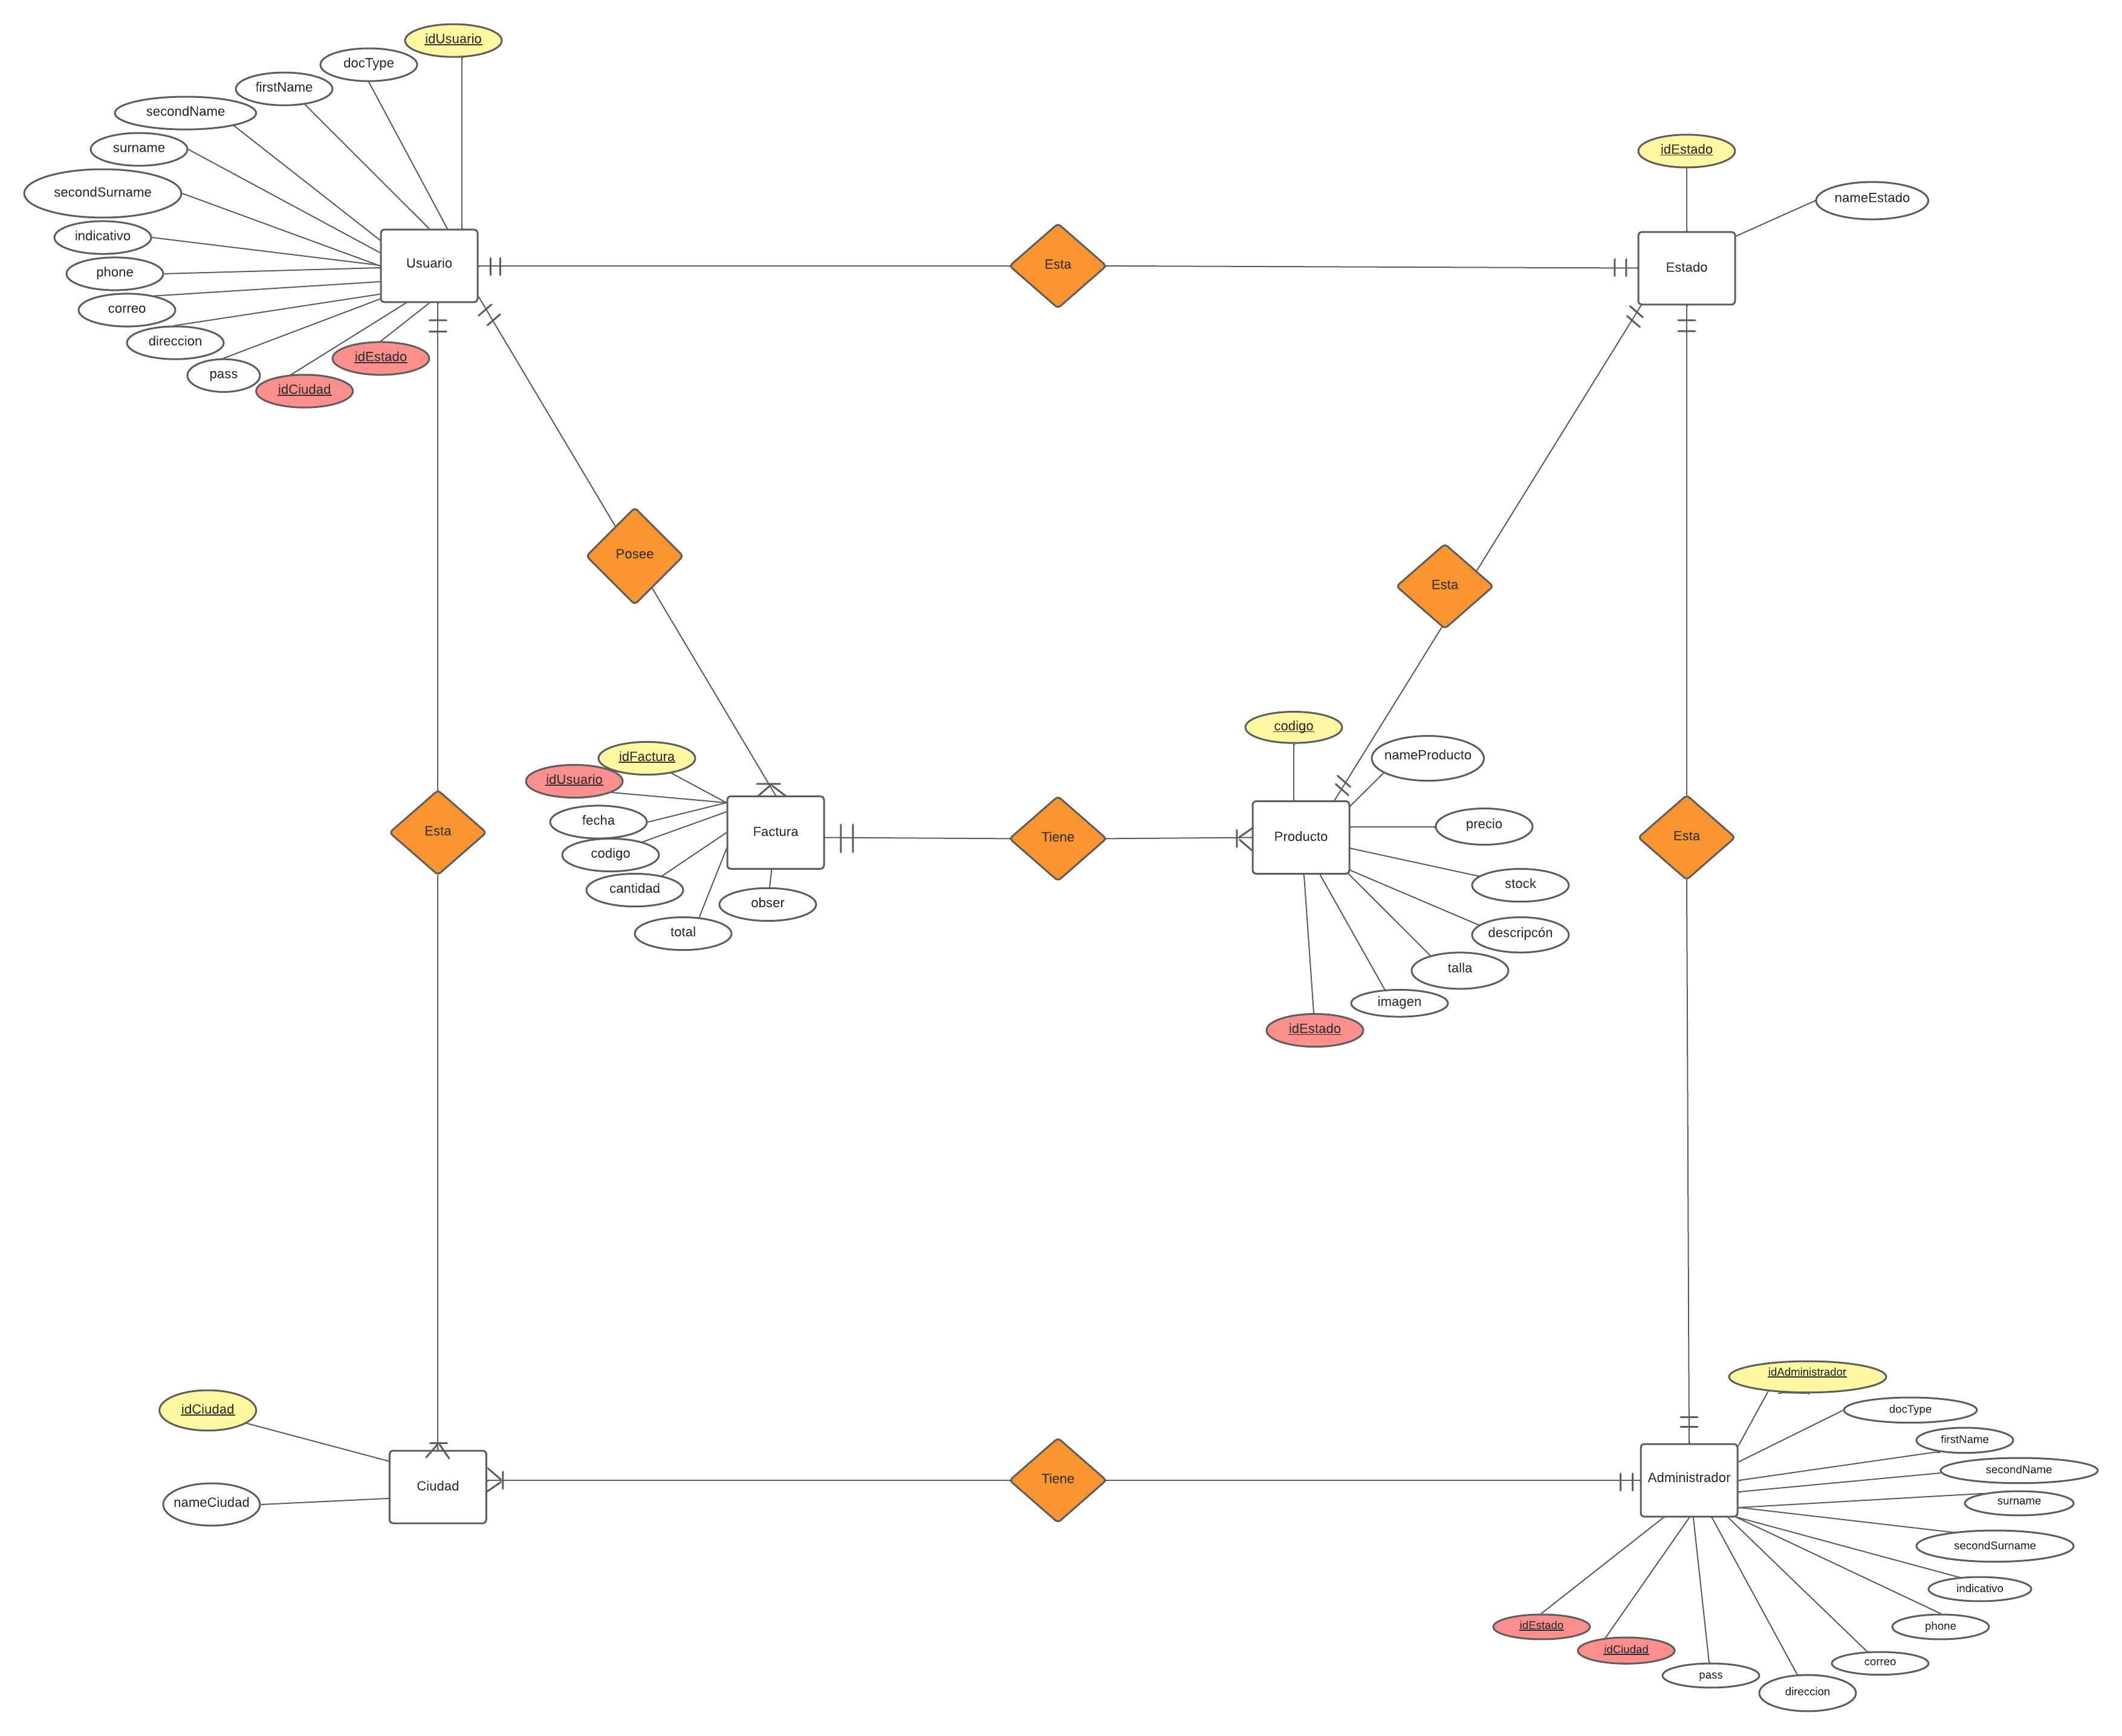 idUsuario
docType
firstName
secondName
surname
secondSurname
indicativo
phone
correo
direccion
pass
idCiudad
idEstado
Usuario
Esta
idEstado
nameEstado
Estado
Posee
Esta
Esta
idFactura
idUsuario
fecha
codigo
cantidad
total
obser
Factura
Tiene
codigo
nameProducto
precio
stock
descripcón
talla
imagen
idEstado
Producto
Esta
idCiudad
nameCiudad
Ciudad
Tiene
Administrador
idAdministrador
docType
firstName
secondName
surname
secondSurname
indicativo
phone
correo
direccion
pass
idCiudad
idEstado